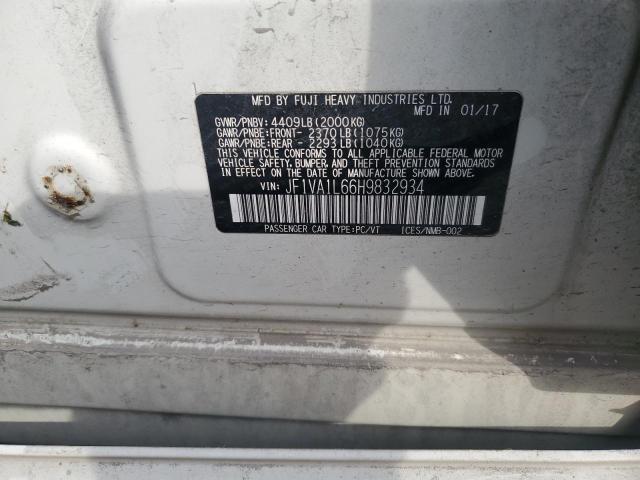 MFD BY FUJI HEAVY INDUSTRIES LTD.
MFD IN 01/17
GVWR/PNBV: 4409LB(2000KG)
GAWR/PNBE:FRONT- 2370LB(1075KG)
GAWR/PNBE:REAR - 2293LB(1040KG)
THIS VEHICLE CONFORMS TO ALL APPLICABLE FEDERAL MOTOR
VEHICLE SAFETY, BUMPER, AND THEFT PREVENTION STANDARDS
IN EFFECT ON THE DATE OF MANUFACTURE SHOWN ABOVE.
VIN: JF1VA1L66H9832934
PASSENGER CAR TYPE:PC/VT ICES/NMB-002